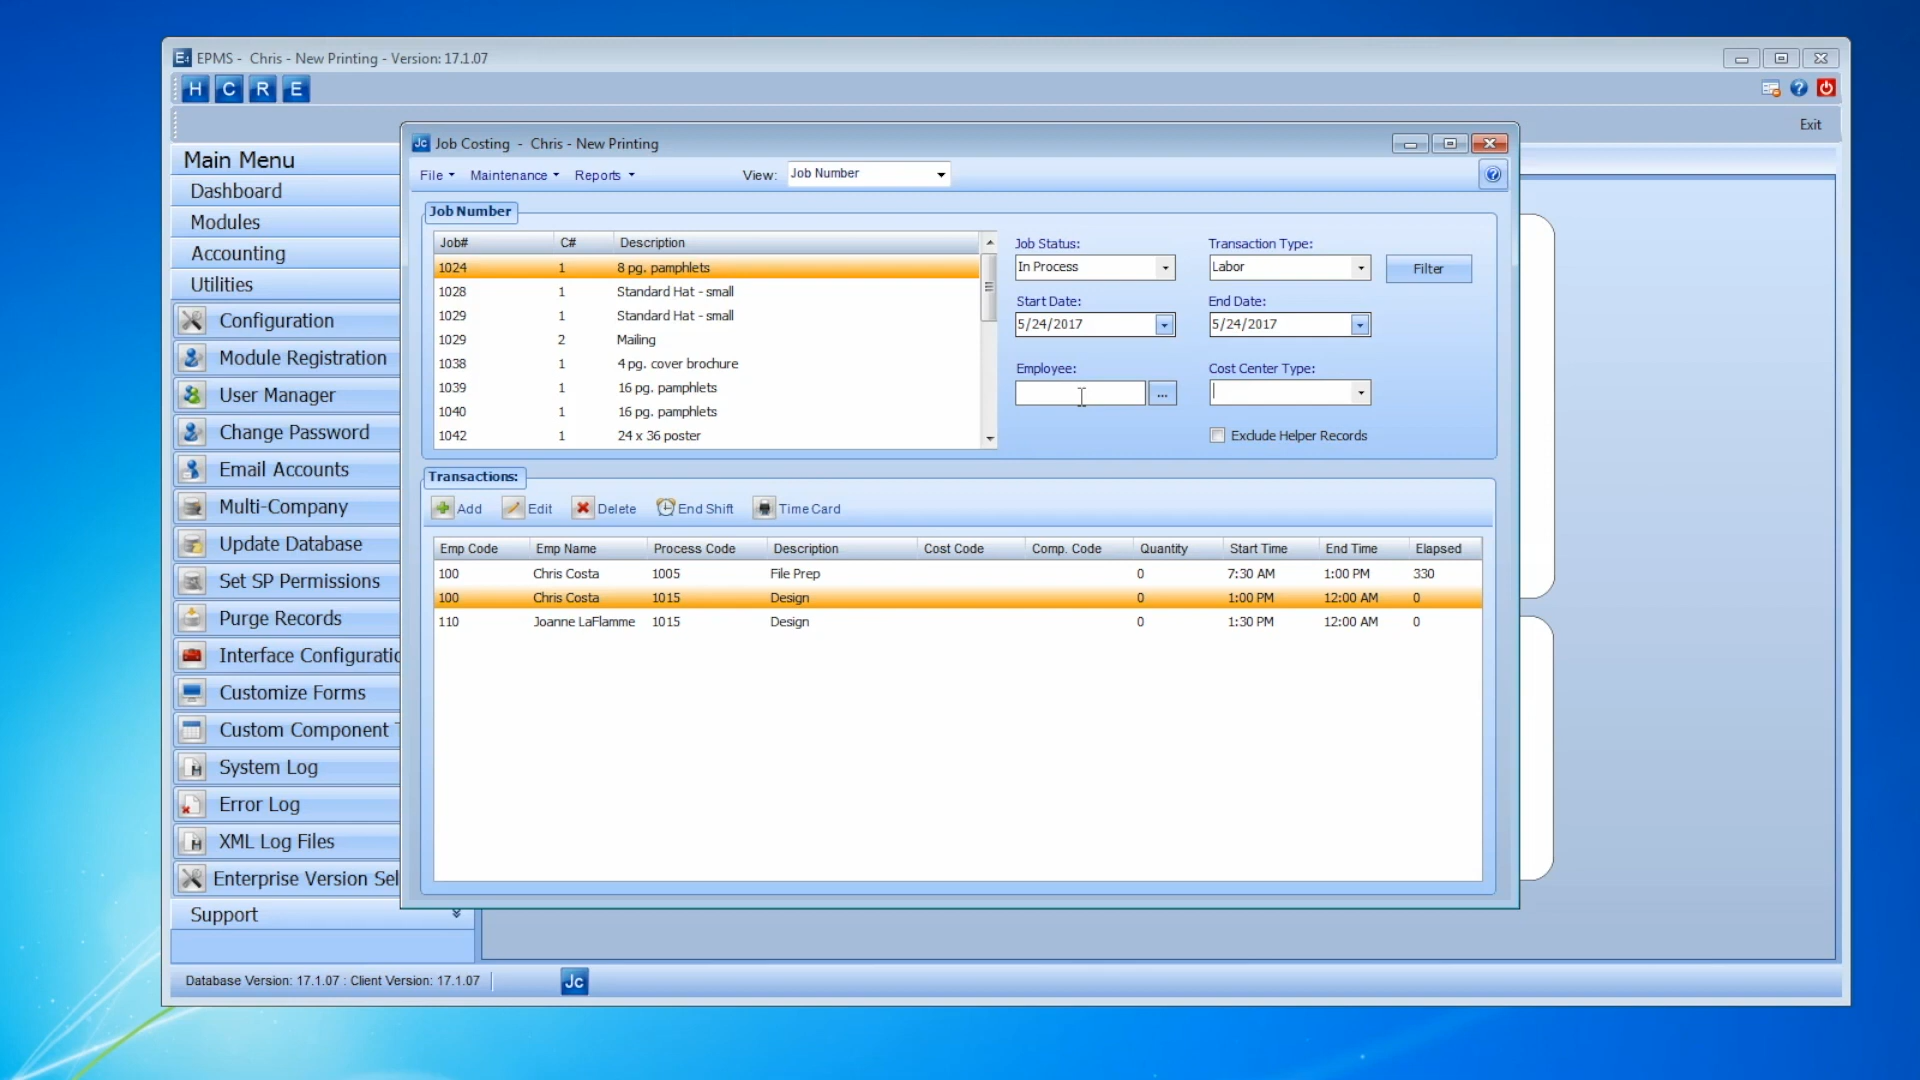 EPMS - Chris - New Printing - Version: 17.1.07
H C R E
Exit
Main Menu
Dashboard
Modules
Accounting
Utilities
Configuration
Module Registration
User Manager
Change Password
Email Accounts
Multi-Company
Update Database
Set SP Permissions
Purge Records
Interface Configuratio
Customize Forms
Custom Component T
System Log
Error Log
XML Log Files
Enterprise Version Sel
Support
Jc Job Costing - Chris - New Printing
File Maintenance Reports View: Job Number
Job Number
Job# C# Description
1024 1 8 pg. pamphlets
1028 1 Standard Hat - small
1029 1 Standard Hat - small
1029 2 Mailing
1038 1 4 pg. cover brochure
1039 1 16 pg. pamphlets
1040 1 16 pg. pamphlets
1042 1 24 x 36 poster
Job Status: Transaction Type:
In Process Labor Filter
Start Date: End Date:
5/24/2017 5/24/2017
Employee: Cost Center Type:
...
Exclude Helper Records
Transactions:
Add Edit Delete End Shift Time Card
Emp Code Emp Name Process Code Description Cost Code Comp. Code Quantity Start Time End Time Elapsed
100 Chris Costa 1005 File Prep 0 7:30 AM 1:00 PM 330
100 Chris Costa 1015 Design 0 1:00 PM 12:00 AM 0
110 Joanne LaFlamme 1015 Design 0 1:30 PM 12:00 AM 0
Database Version: 17.1.07 : Client Version: 17.1.07 Jc